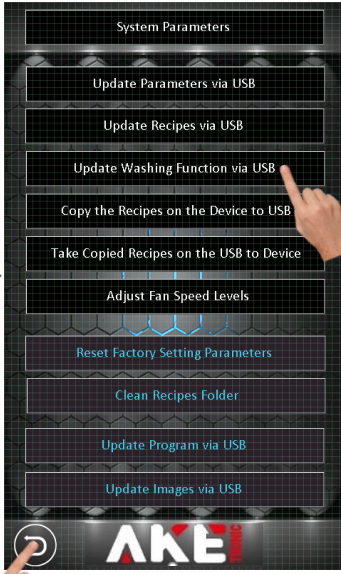 System Parameters
Update Parameters via USB
Update Recipes via USB
Update Washing Function via USB
Copy the Recipes on the Device to USB
Take Copied Recipes on the USB to Device
Adjust Fan Speed Levels
Reset Factory Setting Parameters
Clean Recipes Folder
Update Program via USB
Update Images via USB
AKE
TRONIC